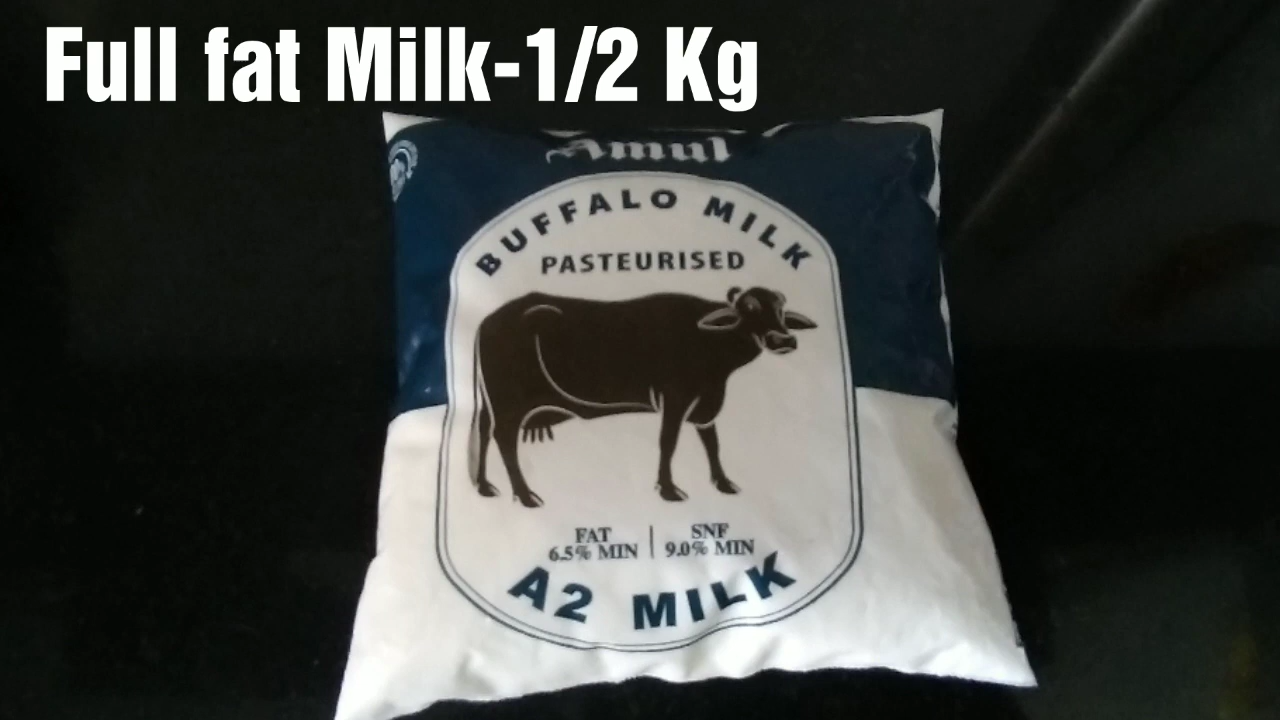 Full fat Milk-1/2 Kg
Amul
BUFFALO MILK
PASTEURISED
FAT
6.5% MIN
SNF
9.0% MIN
A2 MILK